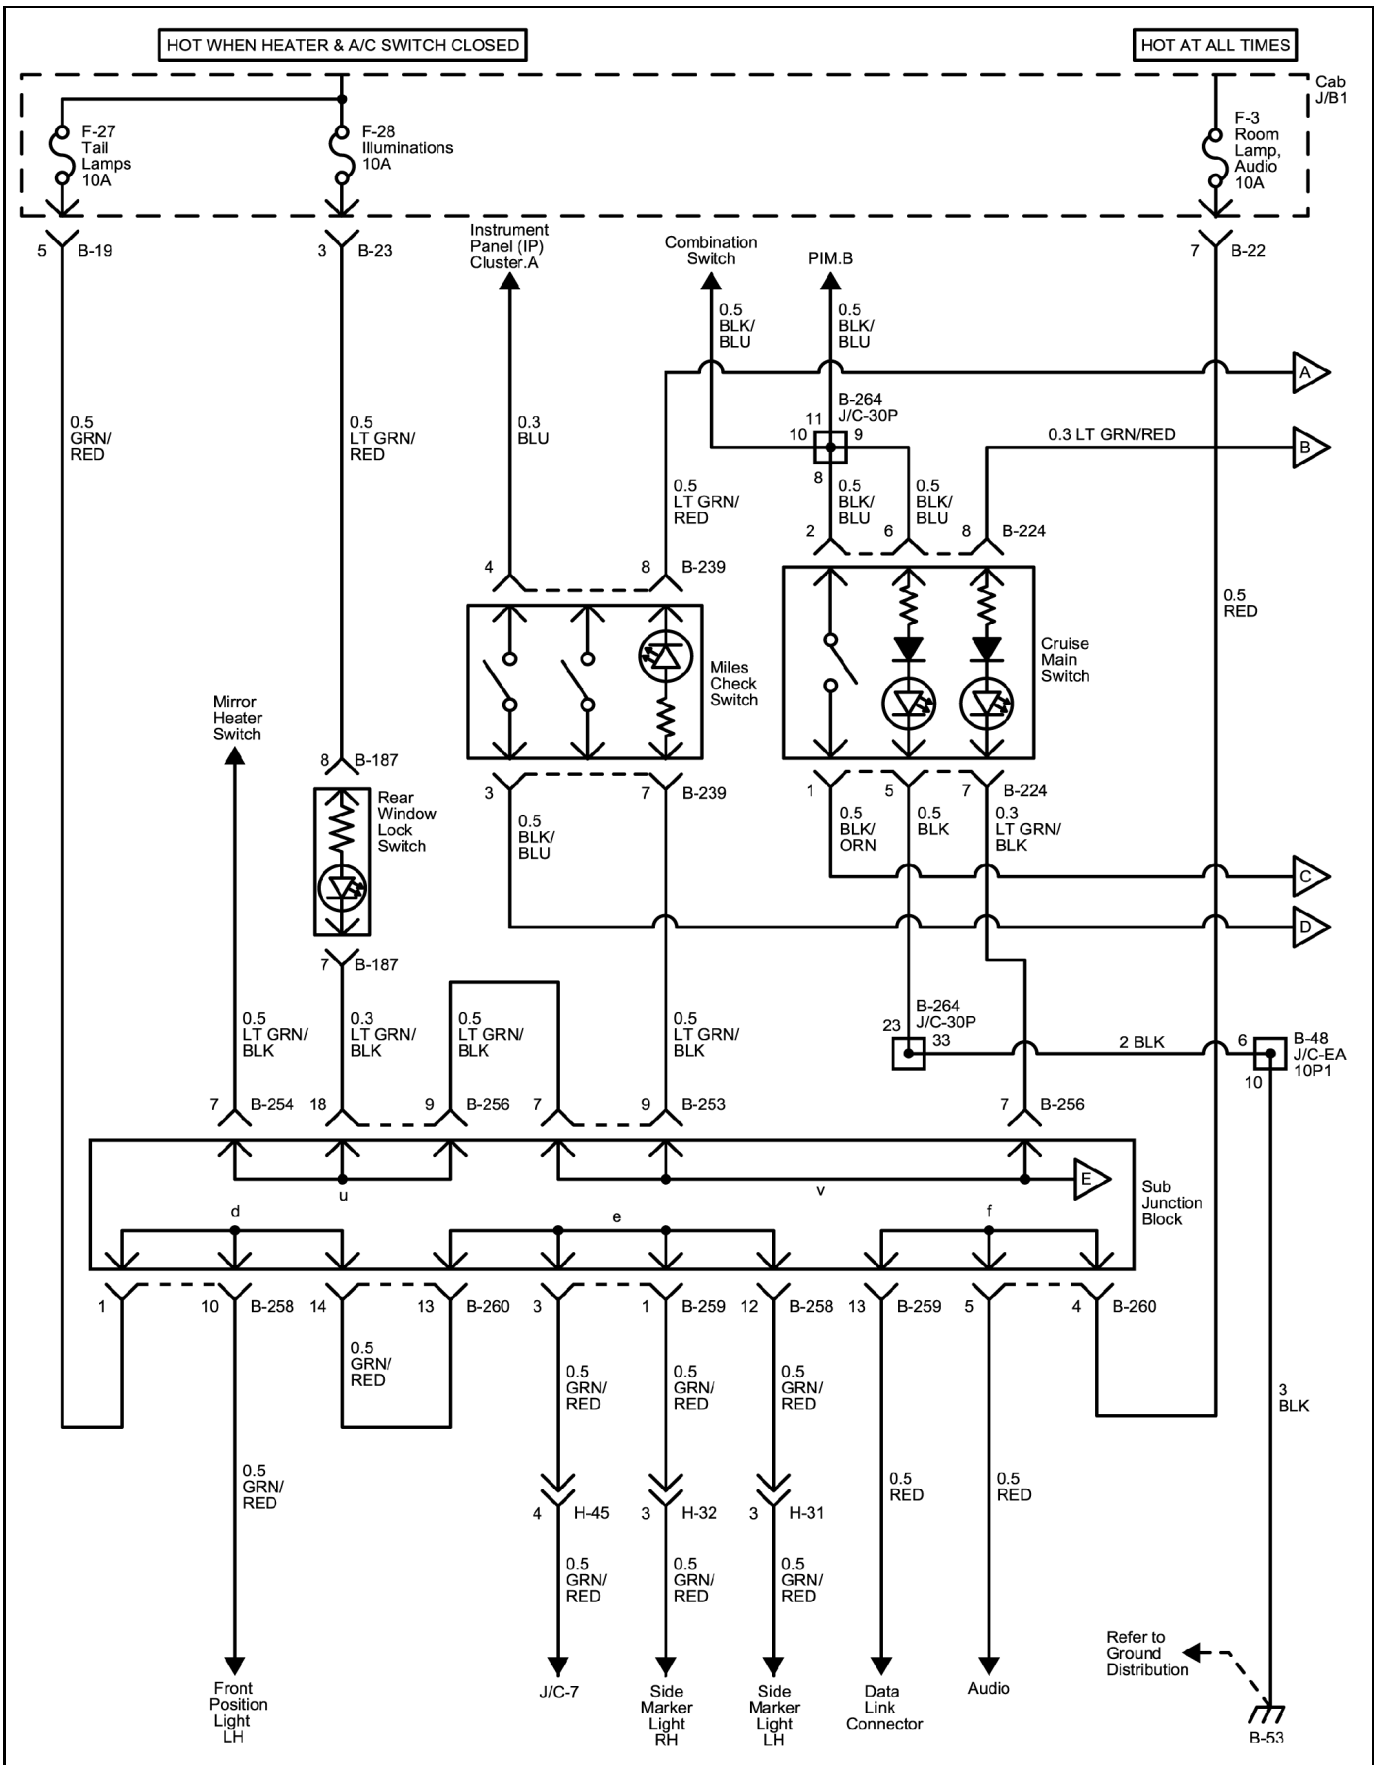 HOT WHEN HEATER & A/C SWITCH CLOSED
HOT AT ALL TIMES
Cab
J/B1
F-27
Tail
Lamps
10A
F-28
Illuminations
10A
F-3
Room
Lamp,
Audio
10A
5 B-19
3 B-23
7 B-22
Instrument
Panel (IP)
Cluster.A
Combination
Switch
PIM.B
0.5
BLK/
BLU
0.5
BLK/
BLU
A
0.5
GRN/
RED
0.5
LT GRN/
RED
0.3
BLU
B-264
J/C-30P
11
10
9
8
0.3 LT GRN/RED
B
0.5
LT GRN/
RED
0.5
BLK/
BLU
0.5
BLK/
BLU
2
6
8 B-224
4
8 B-239
0.5
RED
Miles
Check
Switch
Cruise
Main
Switch
Mirror
Heater
Switch
8 B-187
Rear
Window
Lock
Switch
3
7 B-239
1
5
7 B-224
0.5
BLK/
BLU
0.5
BLK/
ORN
0.5
BLK
0.3
LT GRN/
BLK
C
D
7 B-187
0.5
LT GRN/
BLK
0.3
LT GRN/
BLK
0.5
LT GRN/
BLK
0.5
LT GRN/
BLK
B-264
J/C-30P
23
33
2 BLK
6
B-48
J/C-EA
10P1
10
7 B-254
18
9 B-256
7
9 B-253
7 B-256
u
v
E
Sub
Junction
Block
d
e
f
1
10 B-258
14
13 B-260
3
1 B-259
12 B-258
13 B-259
5
4 B-260
0.5
GRN/
RED
0.5
GRN/
RED
0.5
GRN/
RED
0.5
GRN/
RED
3
BLK
0.5
GRN/
RED
0.5
RED
0.5
RED
4 H-45
3 H-32
3 H-31
0.5
GRN/
RED
0.5
GRN/
RED
0.5
GRN/
RED
Refer to
Ground
Distribution
Front
Position
Light
LH
J/C-7
Side
Marker
Light
RH
Side
Marker
Light
LH
Data
Link
Connector
Audio
B-53